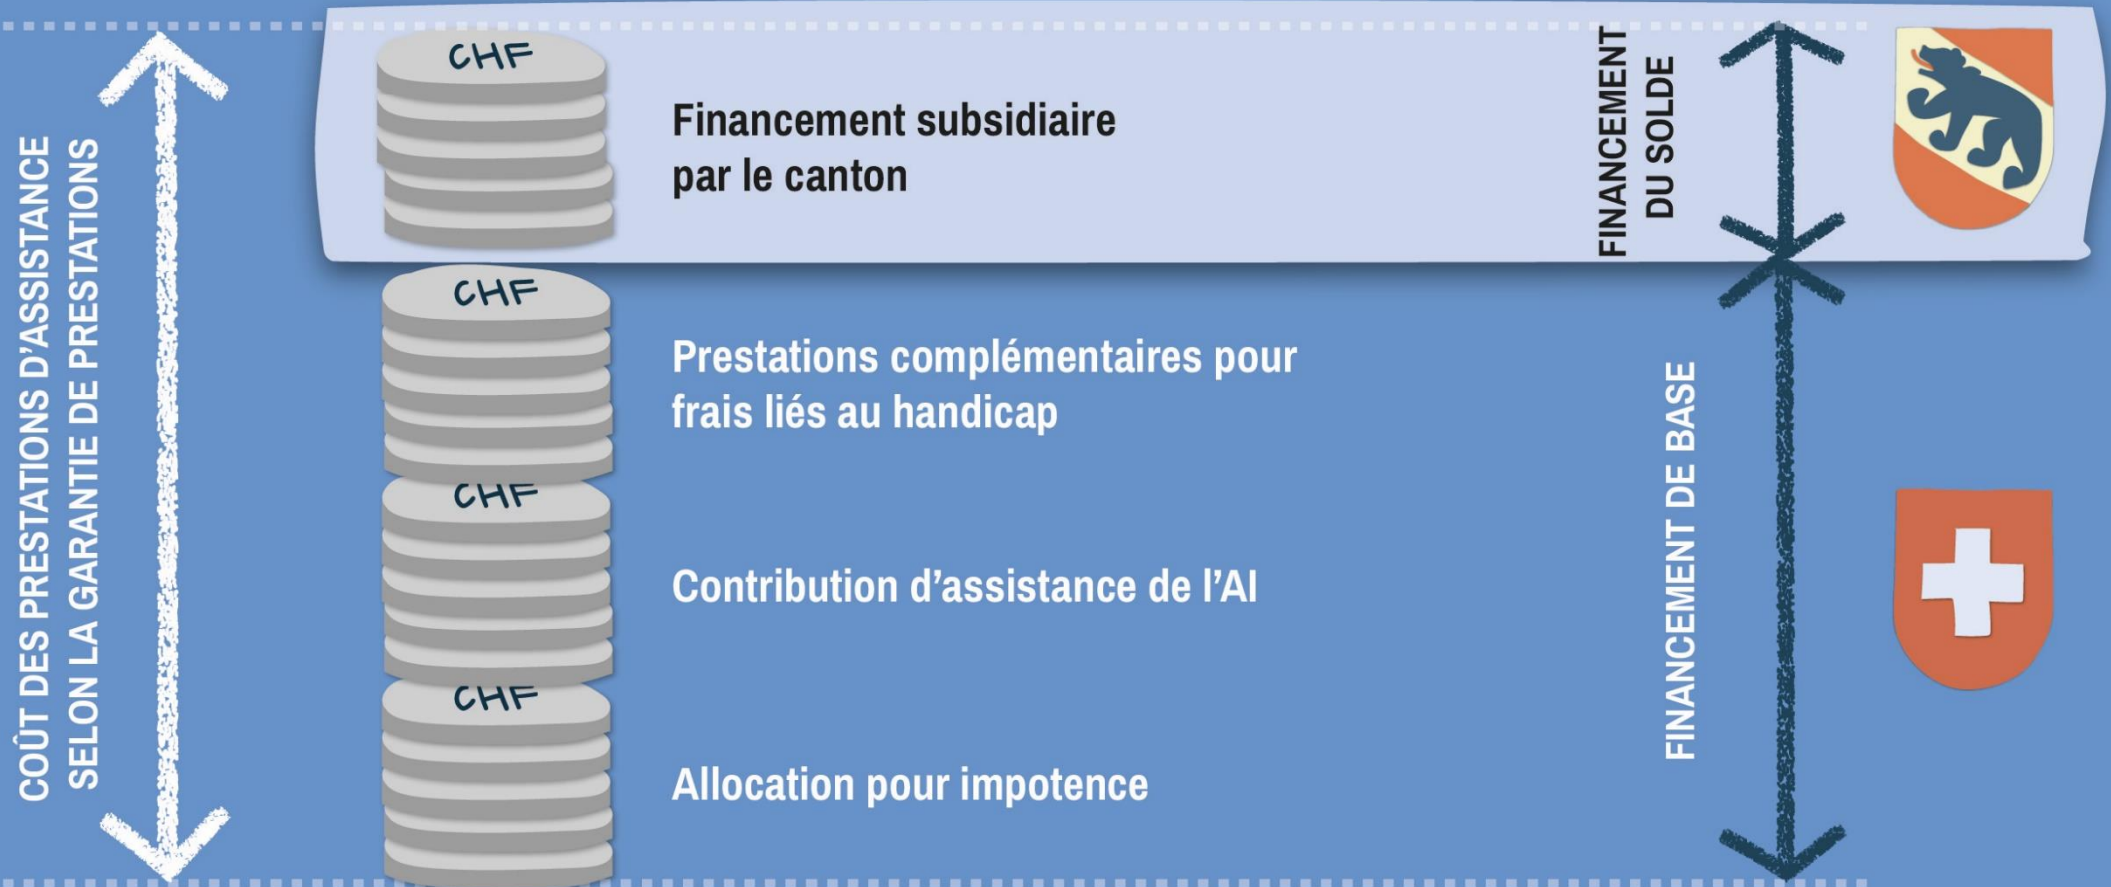 COÛT DES PRESTATIONS D’ASSISTANCE
SELON LA GARANTIE DE PRESTATIONS
CHF
Financement subsidiaire
par le canton
FINANCEMENT
DU SOLDE
CHF
Prestations complémentaires pour
frais liés au handicap
CHF
Contribution d’assistance de l’AI
CHF
Allocation pour impotence
FINANCEMENT DE BASE